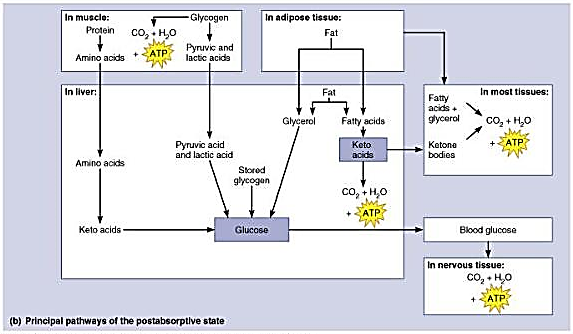 In muscle:
Protein
Amino acids
Glycogen
CO2 + H2O
+ ATP
Pyruvic and
lactic acids
In adipose tissue:
Fat
In liver:
Fat
Glycerol
Fatty acids
Keto
acids
CO2 + H2O
+ ATP
Pyruvic acid
and lactic acid
Stored
glycogen
Amino acids
Keto acids
Glucose
In most tissues:
Fatty
acids +
glycerol
Ketone
bodies
CO2 + H2O
+ ATP
Blood glucose
In nervous tissue:
CO2 + H2O
+ ATP
(b) Principal pathways of the postabsorptive state